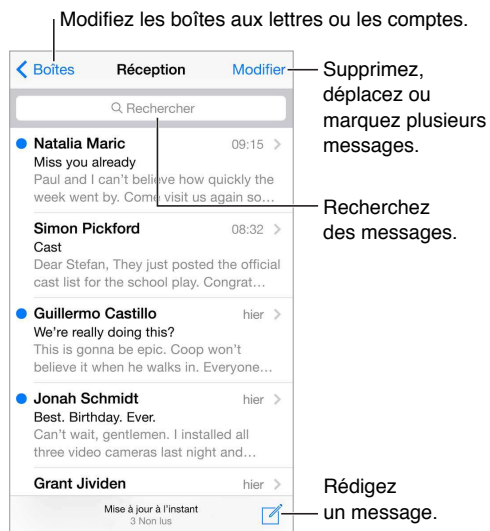 Modifiez les boîtes aux lettres ou les comptes.
Boîtes Réception Modifier
Supprimez,
déplacez ou
marquez plusieurs
messages.
Rechercher
Natalia Maric 09:15
Miss you already
Paul and I can't believe how quickly the
week went by. Come visit us again so…
Recherchez
des messages.
Simon Pickford 08:32
Cast
Dear Stefan, They just posted the official
cast list for the school play. Congrat…
Guillermo Castillo hier
We're really doing this?
This is gonna be epic. Coop won't
believe it when he walks in. Everyone…
Jonah Schmidt hier
Best. Birthday. Ever.
Can't wait, gentlemen. I installed all
three video cameras last night and…
Grant Jividen hier
Mise à jour à l'instant
3 Non lus
Rédigez
un message.